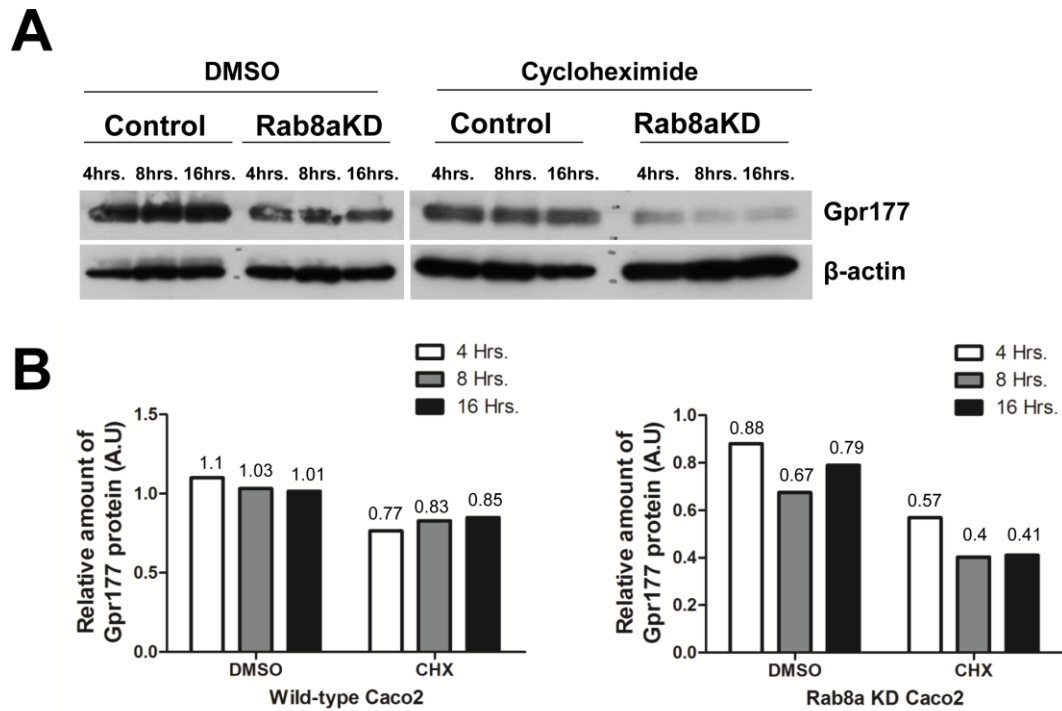 A
DMSO
Cycloheximide
Control Rab8aKD Control Rab8aKD
4hrs. 8hrs. 16hrs. 4hrs. 8hrs. 16hrs. 4hrs. 8hrs. 16hrs. 4hrs. 8hrs. 16hrs.
Gpr177
β-actin
B
4 Hrs.
8 Hrs.
16 Hrs.
Relative amount of
Gpr177 protein (A.U)
1.5
1.0
0.5
0.0
1.1 1.03 1.01 0.77 0.83 0.85
DMSO CHX
Wild-type Caco2
4 Hrs.
8 Hrs.
16 Hrs.
Relative amount of
Gpr177 protein (A.U)
1.0
0.8
0.6
0.4
0.2
0.0
0.88 0.67 0.79 0.57 0.4 0.41
DMSO CHX
Rab8a KD Caco2